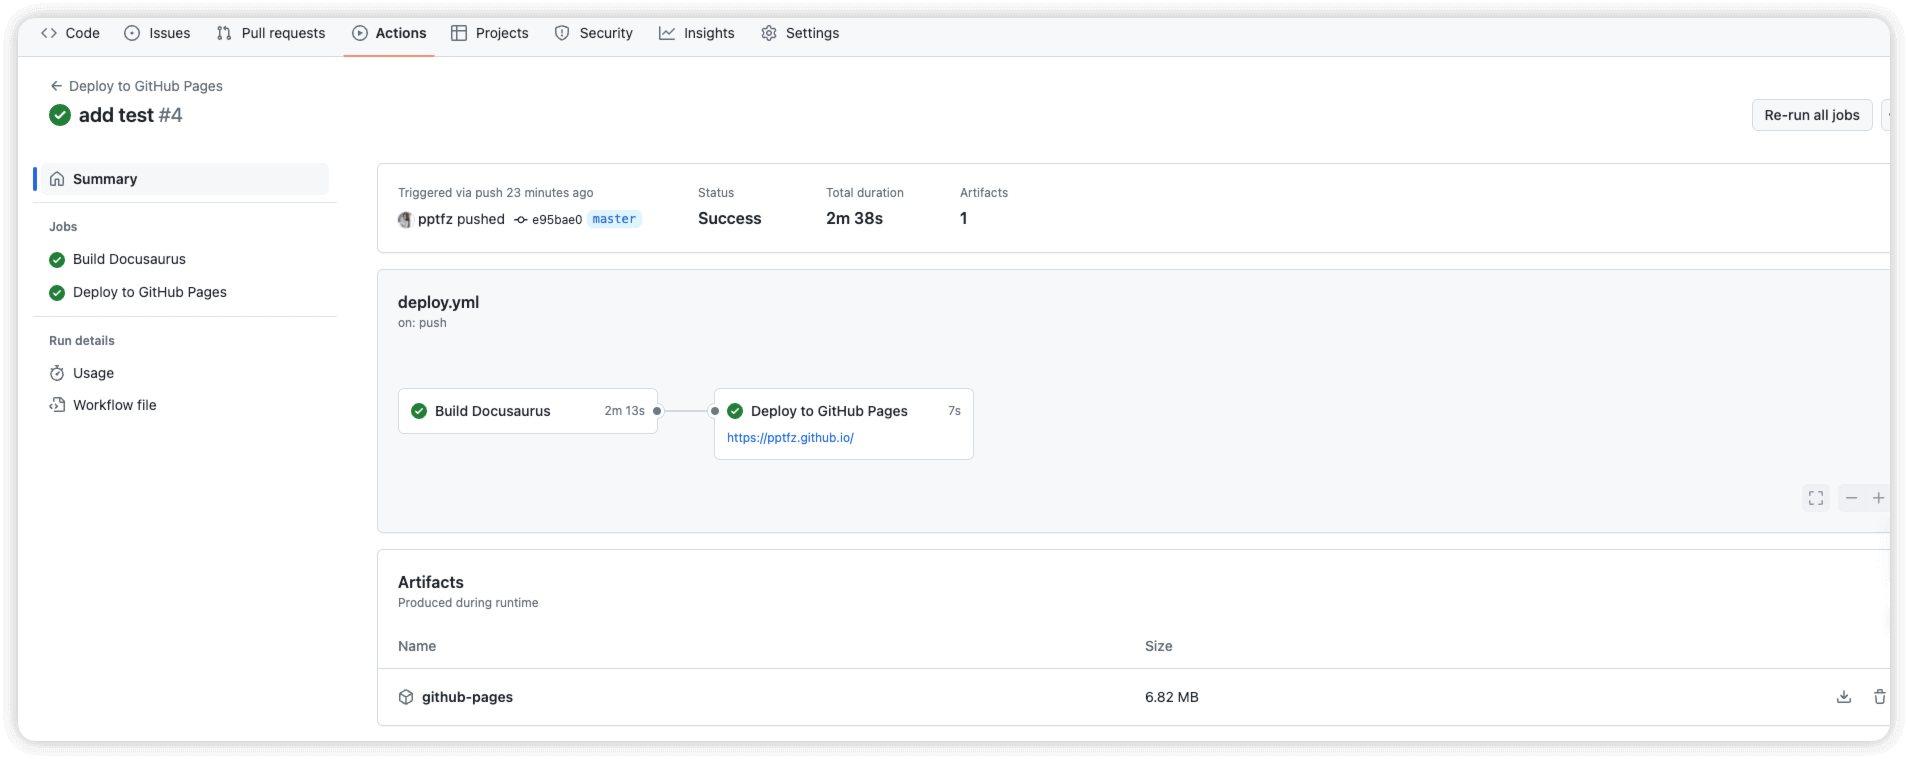 Code Issues Pull requests Actions Projects Security Insights Settings
Deploy to GitHub Pages
add test #4
Re-run all jobs
Summary
Jobs
Build Docusaurus
Deploy to GitHub Pages
Run details
Usage
Workflow file
Triggered via push 23 minutes ago
pptfz pushed e95bae0 master
Status
Success
Total duration
2m 38s
Artifacts
1
deploy.yml
on: push
Build Docusaurus 2m 13s
Deploy to GitHub Pages 7s
https://pptfz.github.io/
Artifacts
Produced during runtime
Name Size
github-pages 6.82 MB